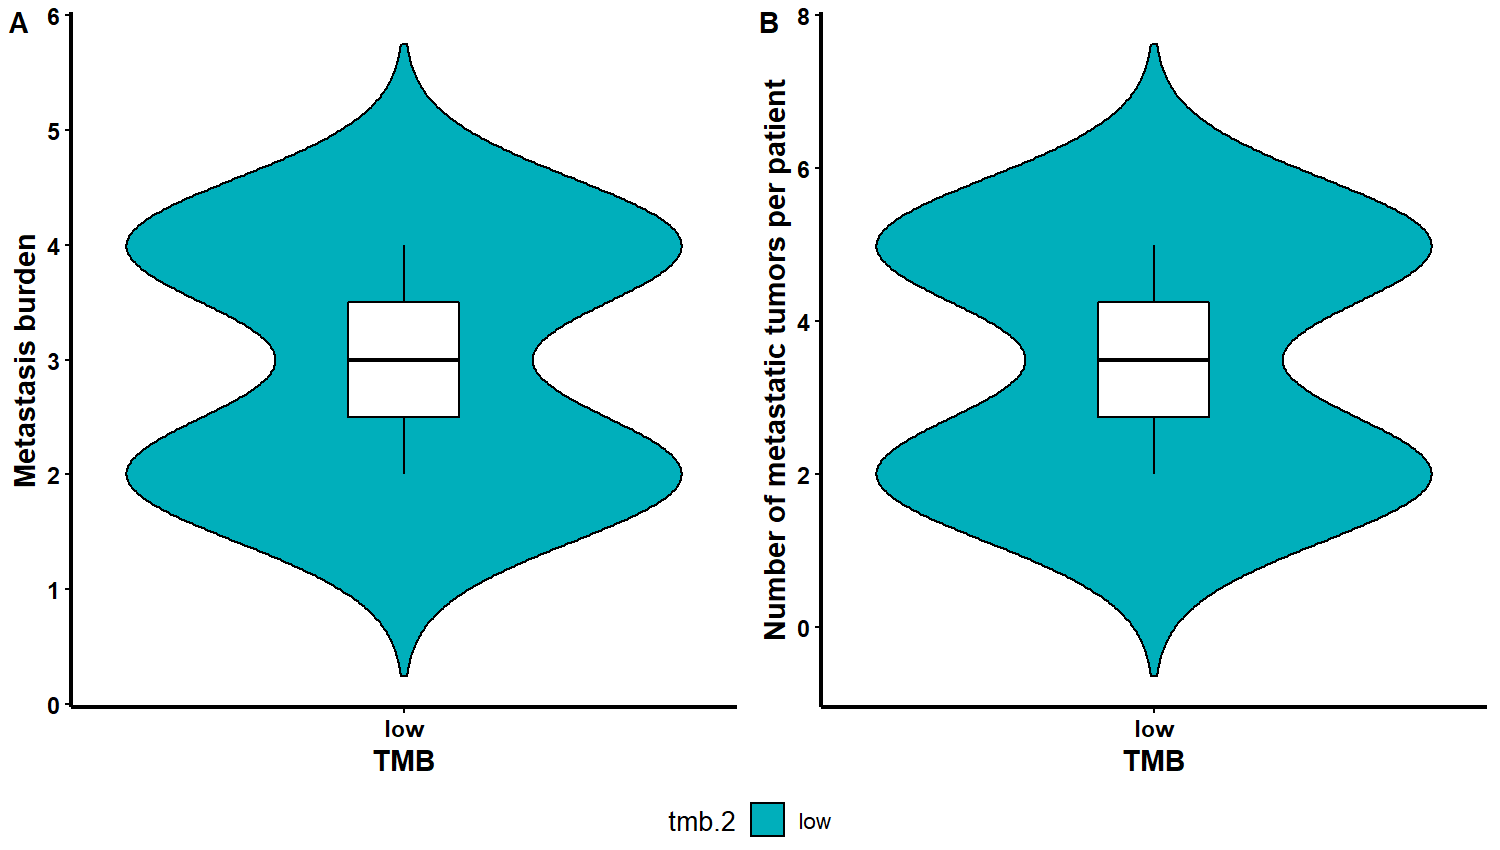 A
Metastasis burden
6
5
4
3
2
1
0
low
TMB
B
Number of metastatic tumors per patient
8
6
4
2
0
low
TMB
tmb.2 low